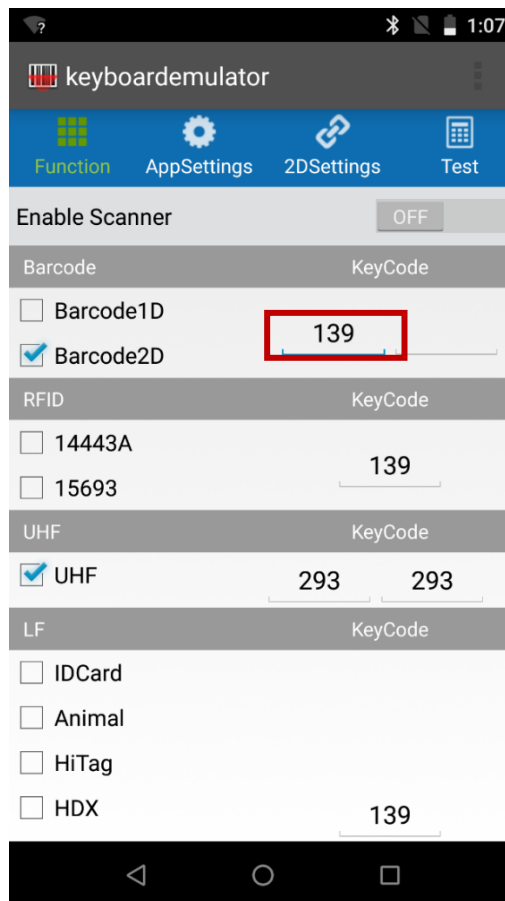 ? 1:07
keyboardemulator
Function AppSettings 2DSettings Test
Enable Scanner OFF
Barcode KeyCode
Barcode1D
139
Barcode2D
RFID KeyCode
14443A
139
15693
UHF KeyCode
UHF 293 293
LF KeyCode
IDCard
Animal
HiTag
HDX 139